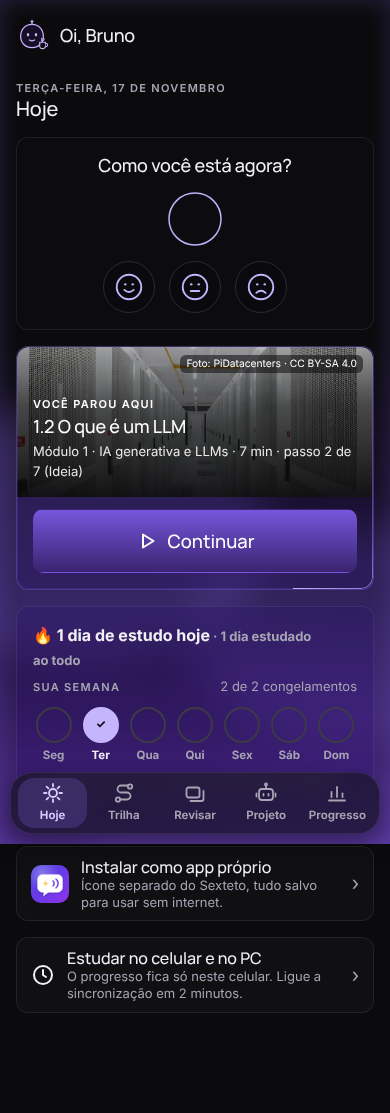 Oi, Bruno
TERÇA-FEIRA, 17 DE NOVEMBRO
Hoje
Como você está agora?
Foto: PiDatacenters · CC BY-SA 4.0
VOCÊ PAROU AQUI
1.2 O que é um LLM
Módulo 1 · IA generativa e LLMs · 7 min · passo 2 de
7 (Ideia)
Continuar
🔥 1 dia de estudo hoje · 1 dia estudado
ao todo
SUA SEMANA 2 de 2 congelamentos
Seg Ter Qua Qui Sex Sáb Dom
Hoje Trilha Revisar Projeto Progresso
Instalar como app próprio
Ícone separado do Sexteto, tudo salvo
para usar sem internet.
Estudar no celular e no PC
O progresso fica só neste celular. Ligue a
sincronização em 2 minutos.